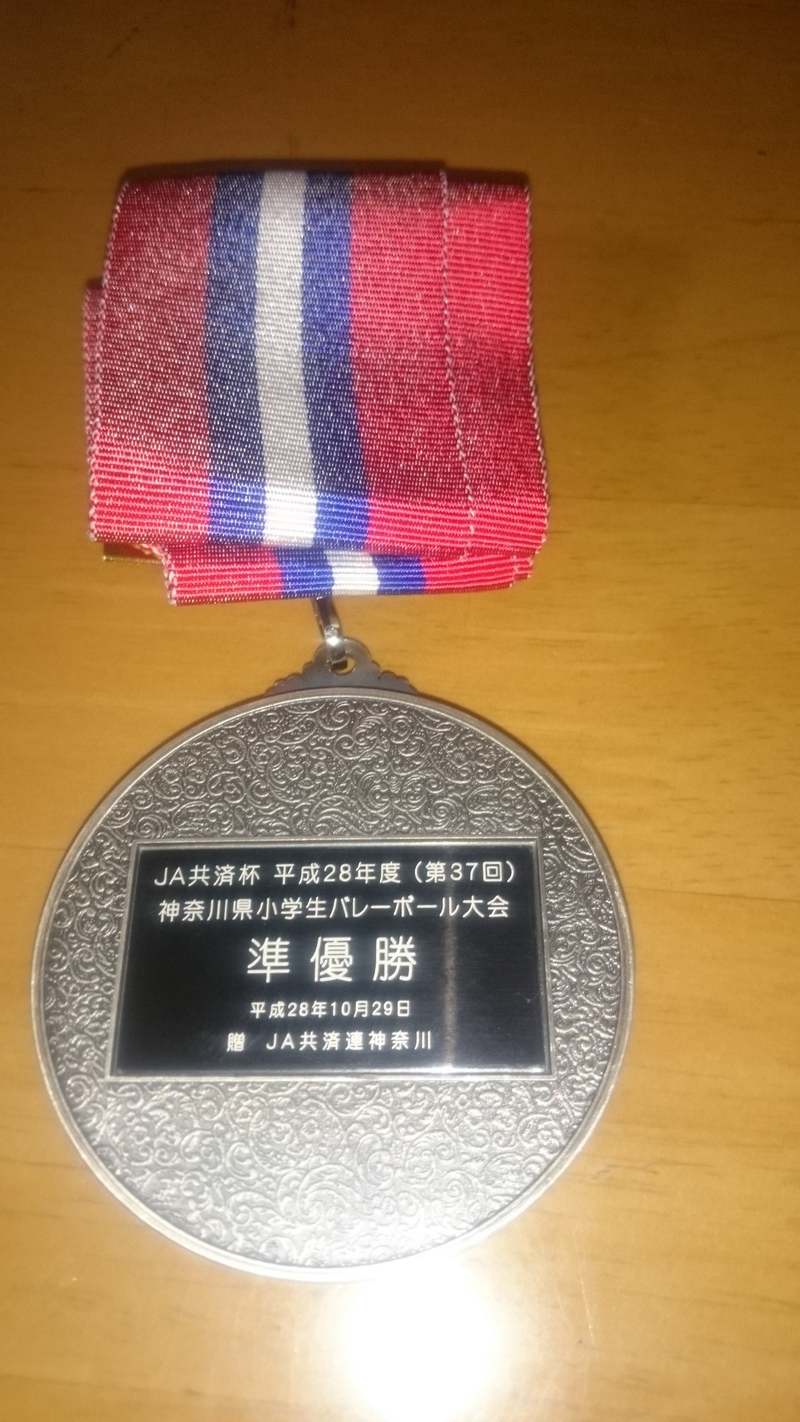 JA共済杯 平成28年度（第37回）
神奈川県小学生バレーボール大会
準優勝
平成28年10月29日
贈 JA共済連神奈川